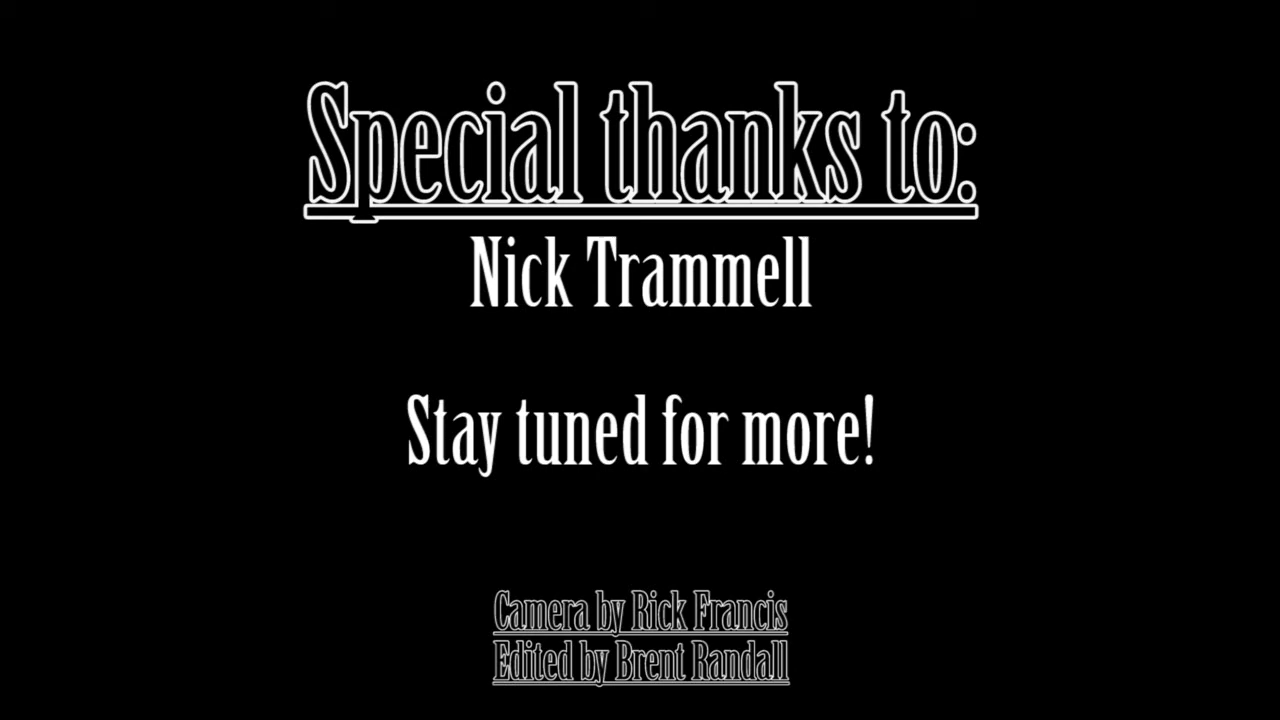 Special thanks to:
Nick Trammell
Stay tuned for more!
Camera by Rick Francis
Edited by Brent Randall